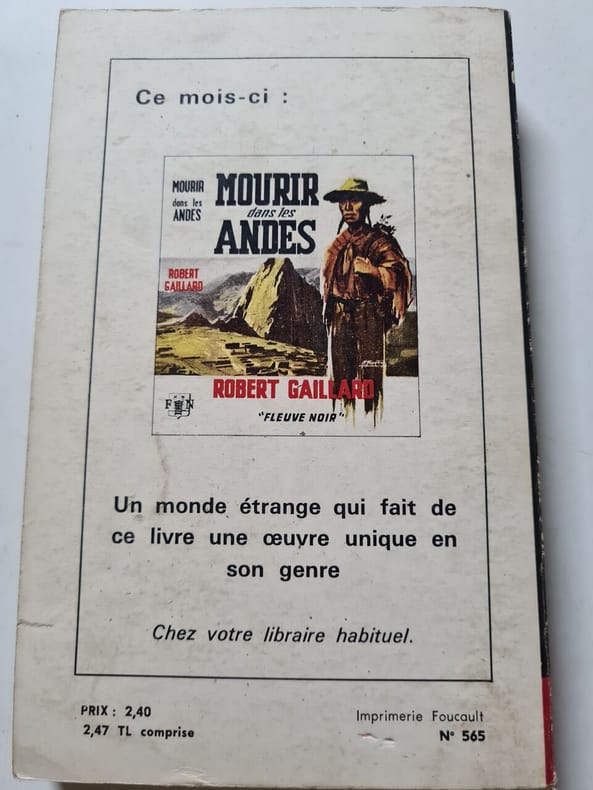 Ce mois-ci :
MOURIR
dans les
ANDES
MOURIR
dans les
ANDES
ROBERT
GAILLARD
ROBERT GAILLARD
FN
"FLEUVE NOIR"
Un monde étrange qui fait de
ce livre une œuvre unique en
son genre
Chez votre libraire habituel.
PRIX : 2,40
2,47 TL comprise
Imprimerie Foucault
N° 565